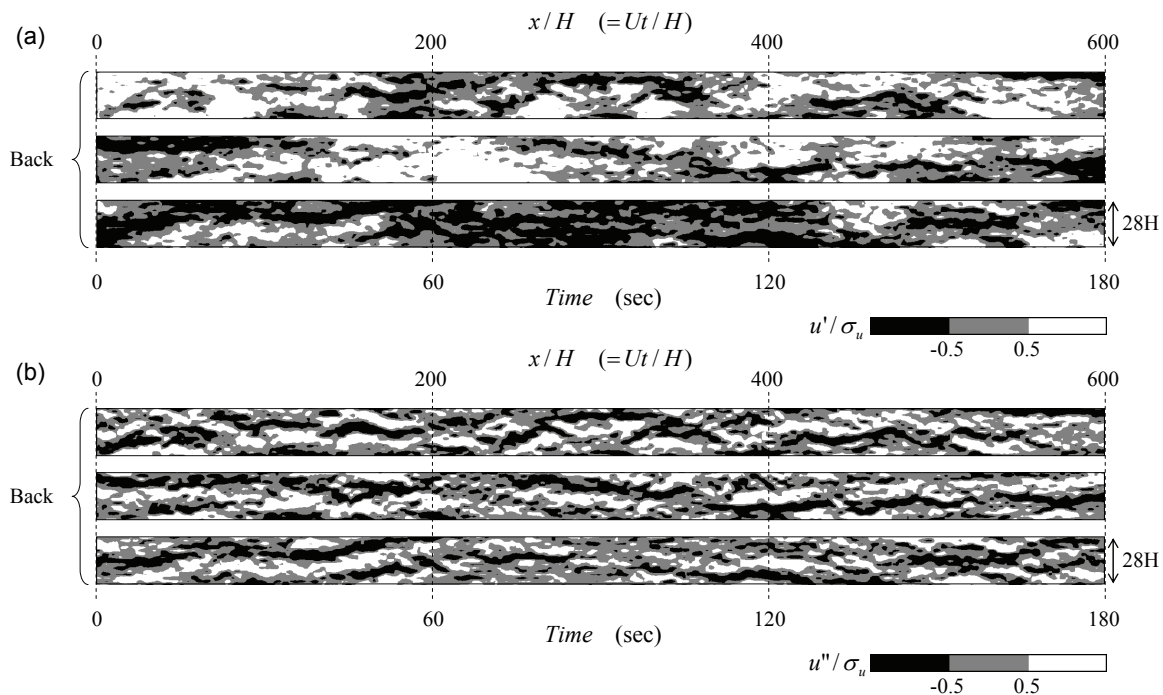 (a)
x/H (=Ut/H)
0 200 400 600
Back
28H
0 60 120 180
Time (sec)
u'/σu
-0.5 0.5
(b)
x/H (=Ut/H)
0 200 400 600
Back
28H
0 60 120 180
Time (sec)
u''/σu
-0.5 0.5